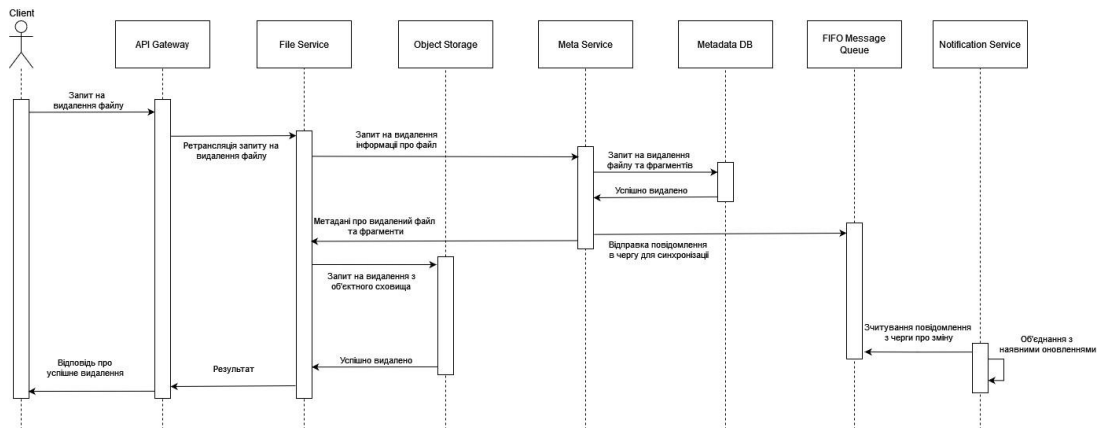 Client
API Gateway
File Service
Object Storage
Meta Service
Metadata DB
FIFO Message
Queue
Notification Service
Запит на
видалення файлу
Ретрансляція запиту на
видалення файлу
Запит на видалення
інформації про файл
Запит на видалення
файлу та фрагментів
Успішно видалено
Метадані про видалений файл
та фрагменти
Відправка повідомлення
в чергу для синхронізації
Запит на видалення з
об'єктного сховища
Зчитування повідомлення
з черги про зміну
Об'єднання з
наявними оновленнями
Успішно видалено
Результат
Відповідь про
успішне видалення